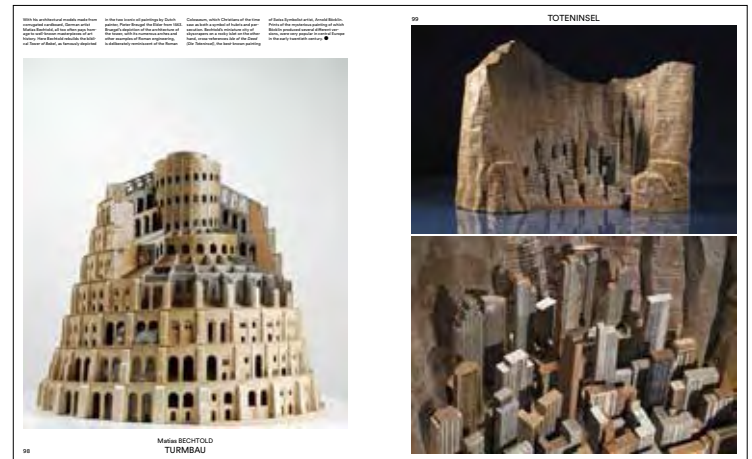 With his architectural models made from
corrugated cardboard, German artist
Matias Bechtold, all too often pays hom-
age to well-known masterpieces of art
history. Here Bechtold rebuilds the bibli-
cal Tower of Babel, as famously depicted
in the two iconic oil paintings by Dutch
painter, Pieter Bruegel the Elder from 1563.
Bruegel's depiction of the architecture of
the tower, with its numerous arches and
other examples of Roman engineering,
is deliberately reminiscent of the Roman
Colosseum, which Christians of the time
saw as both a symbol of hubris and per-
secution. Bechtold's miniature city of
skyscrapers on a rocky islet on the other
hand, cross-references Isle of the Dead
(Die Toteninsel), the best-known painting
of Swiss Symbolist artist, Arnold Böcklin.
Prints of the mysterious painting of which
Böcklin produced several different ver-
sions, were very popular in central Europe
in the early twentieth century.
Matias BECHTOLD
TURMBAU
98
99
TOTENINSEL